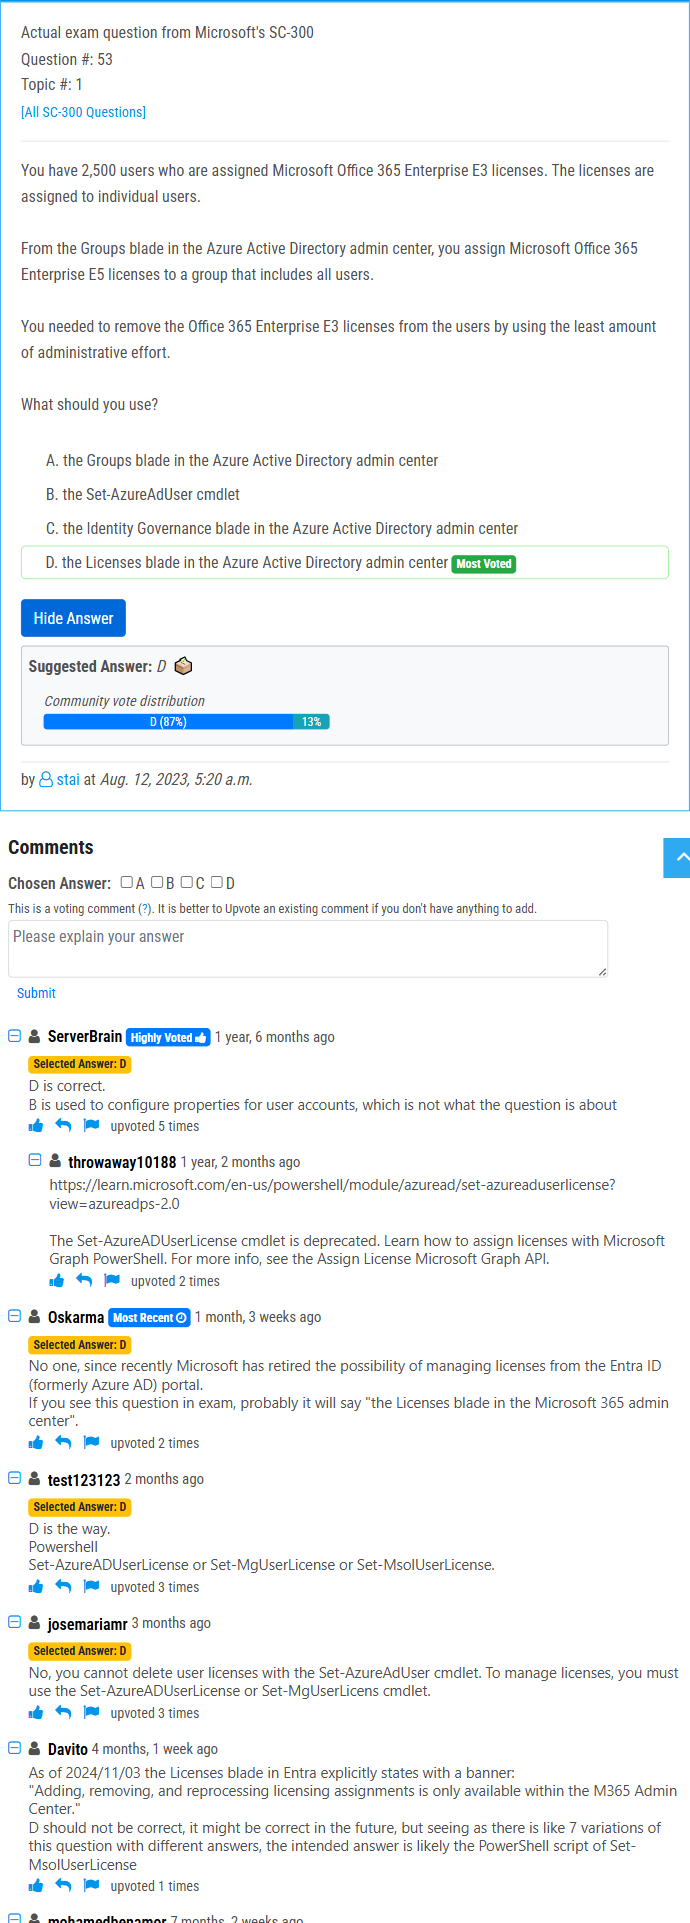 Actual exam question from Microsoft's SC-300
Question #: 53
Topic #: 1
[All SC-300 Questions]
You have 2,500 users who are assigned Microsoft Office 365 Enterprise E3 licenses. The licenses are
assigned to individual users.
From the Groups blade in the Azure Active Directory admin center, you assign Microsoft Office 365
Enterprise E5 licenses to a group that includes all users.
You needed to remove the Office 365 Enterprise E3 licenses from the users by using the least amount
of administrative effort.
What should you use?
A. the Groups blade in the Azure Active Directory admin center
B. the Set-AzureAdUser cmdlet
C. the Identity Governance blade in the Azure Active Directory admin center
D. the Licenses blade in the Azure Active Directory admin center Most Voted
Hide Answer
Suggested Answer: D
Community vote distribution
D (87%) 13%
by stai at Aug. 12, 2023, 5:20 a.m.
Comments
Chosen Answer: A B C D
This is a voting comment (?). It is better to Upvote an existing comment if you don't have anything to add.
Please explain your answer
Submit
ServerBrain Highly Voted 1 year, 6 months ago
Selected Answer: D
D is correct.
B is used to configure properties for user accounts, which is not what the question is about
upvoted 5 times
throwaway10188 1 year, 2 months ago
https://learn.microsoft.com/en-us/powershell/module/azuread/set-azureaduserlicense?
view=azureadps-2.0
The Set-AzureADUserLicense cmdlet is deprecated. Learn how to assign licenses with Microsoft
Graph PowerShell. For more info, see the Assign License Microsoft Graph API.
upvoted 2 times
Oskarma Most Recent 1 month, 3 weeks ago
Selected Answer: D
No one, since recently Microsoft has retired the possibility of managing licenses from the Entra ID
(formerly Azure AD) portal.
If you see this question in exam, probably it will say "the Licenses blade in the Microsoft 365 admin
center".
upvoted 2 times
test123123 2 months ago
Selected Answer: D
D is the way.
Powershell
Set-AzureADUserLicense or Set-MgUserLicense or Set-MsolUserLicense.
upvoted 3 times
josemariamr 3 months ago
Selected Answer: D
No, you cannot delete user licenses with the Set-AzureAdUser cmdlet. To manage licenses, you must
use the Set-AzureADUserLicense or Set-MgUserLicens cmdlet.
upvoted 3 times
Davito 4 months, 1 week ago
As of 2024/11/03 the Licenses blade in Entra explicitly states with a banner:
"Adding, removing, and reprocessing licensing assignments is only available within the M365 Admin
Center."
D should not be correct, it might be correct in the future, but seeing as there is like 7 variations of
this question with different answers, the intended answer is likely the PowerShell script of Set-
MsolUserLicense
upvoted 1 times
mohamedbenamor 7 months, 2 weeks ago